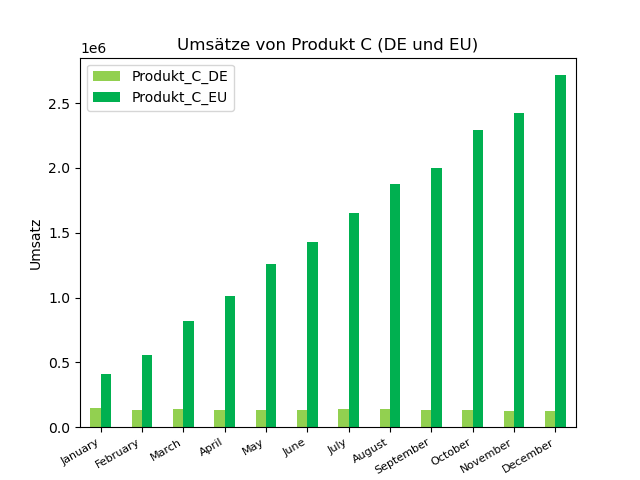 Umsätze von Produkt C (DE und EU)
1e6
Produkt_C_DE
Produkt_C_EU
Umsatz
2.5
2.0
1.5
1.0
0.5
0.0
January
February
March
April
May
June
July
August
September
October
November
December